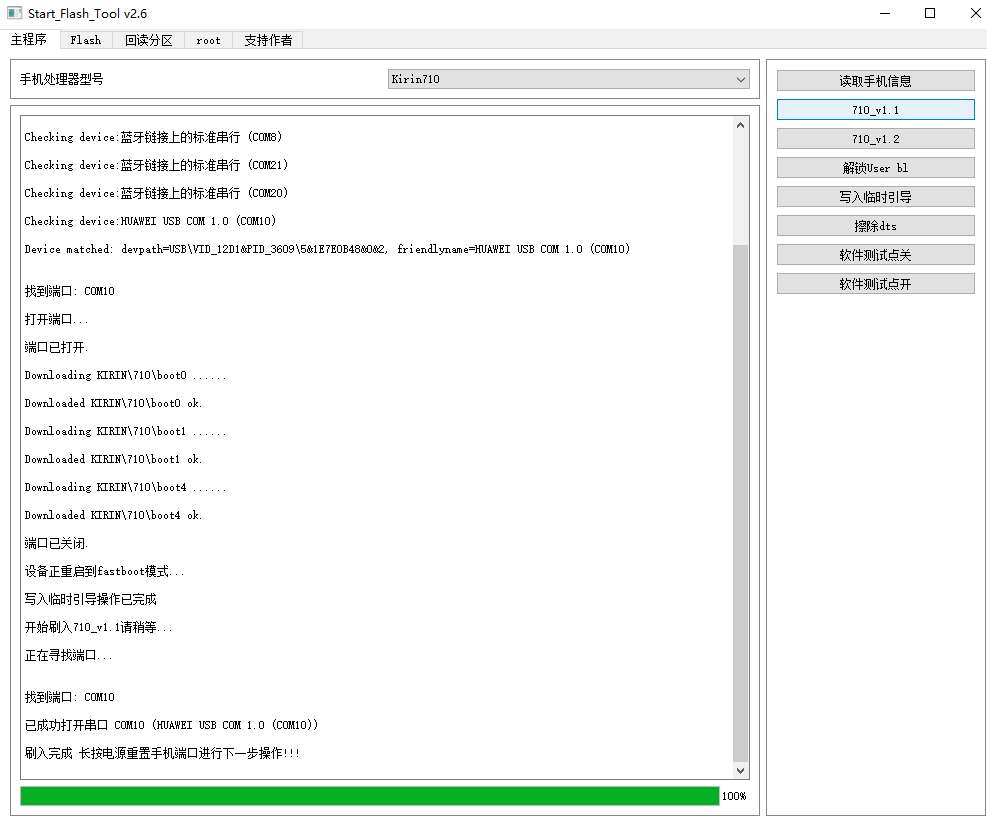 Start_Flash_Tool v2.6
主程序 Flash 回读分区 root 支持作者
手机处理器型号 Kirin710
读取手机信息
710_v1.1
710_v1.2
解锁User bl
写入临时引导
擦除dts
软件测试点关
软件测试点开
Checking device:蓝牙链接上的标准串行 (COM8)
Checking device:蓝牙链接上的标准串行 (COM21)
Checking device:蓝牙链接上的标准串行 (COM20)
Checking device:HUAWEI USB COM 1.0 (COM10)
Device matched: devpath=USB\VID_12D1&PID_3609\5&1E7E0B48&0&2, friendlyname=HUAWEI USB COM 1.0 (COM10)
找到端口: COM10
打开端口...
端口已打开.
Downloading KIRIN\710\boot0 ......
Downloaded KIRIN\710\boot0 ok.
Downloading KIRIN\710\boot1 ......
Downloaded KIRIN\710\boot1 ok.
Downloading KIRIN\710\boot4 ......
Downloaded KIRIN\710\boot4 ok.
端口已关闭.
设备正重启到fastboot模式...
写入临时引导操作已完成
开始刷入710_v1.1请稍等...
正在寻找端口...
找到端口: COM10
已成功打开串口 COM10 (HUAWEI USB COM 1.0 (COM10))
刷入完成 长按电源重置手机端口进行下一步操作!!!
100%